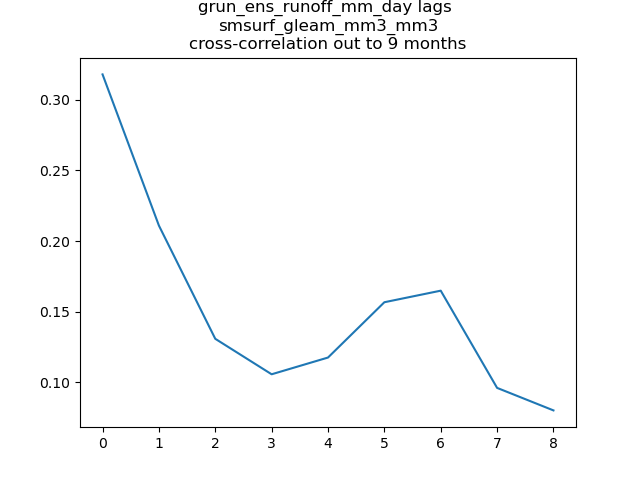 grun_ens_runoff_mm_day lags
smsurf_gleam_mm3_mm3
cross-correlation out to 9 months
0.30
0.25
0.20
0.15
0.10
0 1 2 3 4 5 6 7 8